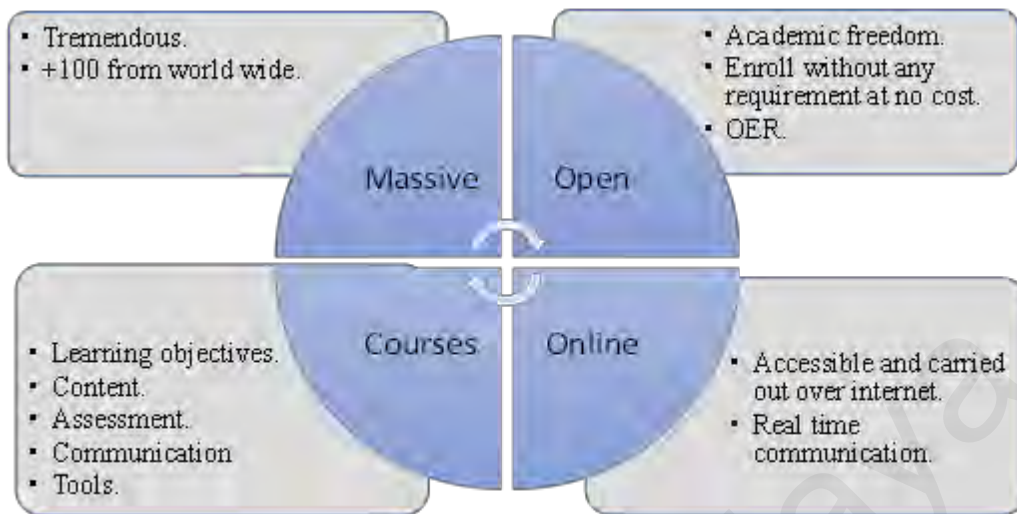 ▪ Tremendous.
▪ +100 from world wide.
▪ Academic freedom.
▪ Enroll without any
requirement at no cost.
▪ OER.
Massive
Open
Courses
Online
▪ Learning objectives.
▪ Content.
▪ Assessment.
▪ Communication
▪ Tools.
▪ Accessible and carried
out over internet.
▪ Real time
communication.